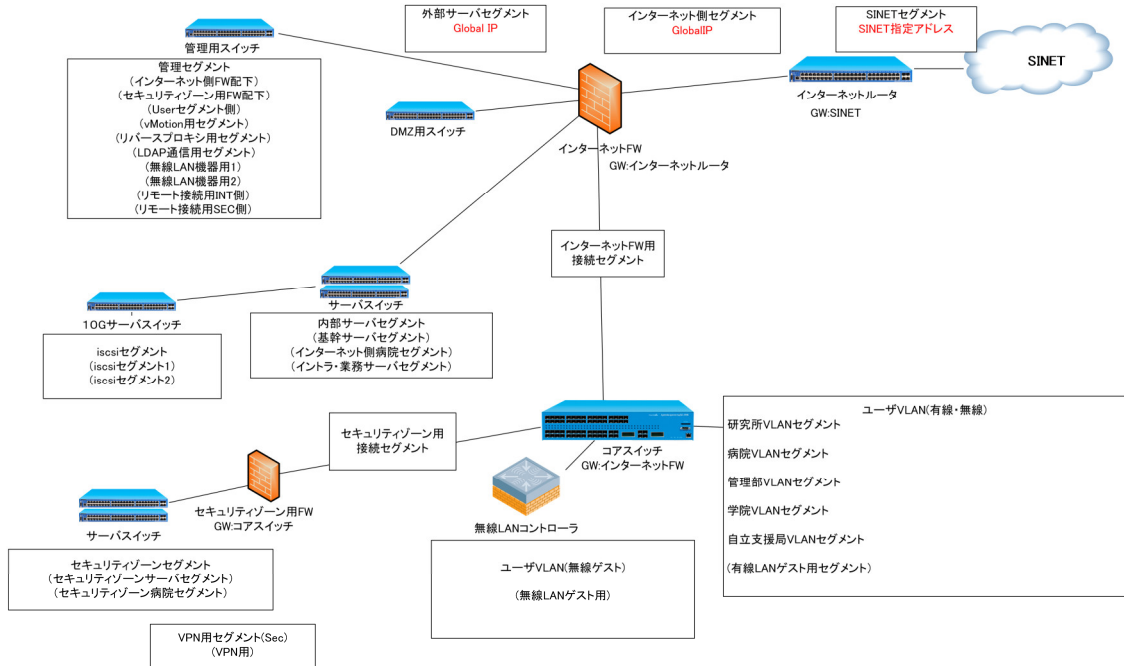 外部サーバセグメント
Global IP
インターネット側セグメント
GlobalIP
SINETセグメント
SINET指定アドレス
SINET
管理用スイッチ
管理セグメント
(インターネット側FW配下)
(セキュリティゾーン用FW配下)
(Userセグメント側)
(vMotion用セグメント)
(リバースプロキシ用セグメント)
(LDAP通信用セグメント)
(無線LAN機器用1)
(無線LAN機器用2)
(リモート接続用INT側)
(リモート接続用SEC側)
DMZ用スイッチ
インターネットFW
GW:インターネットルータ
インターネットルータ
GW:SINET
インターネットFW用
接続セグメント
10Gサーバスイッチ
iscsiセグメント
(iscsiセグメント1)
(iscsiセグメント2)
サーバスイッチ
内部サーバセグメント
(基幹サーバセグメント)
(インターネット側病院セグメント)
(イントラ・業務サーバセグメント)
セキュリティゾーン用
接続セグメント
コアスイッチ
GW:インターネットFW
ユーザVLAN(有線・無線)
研究所VLANセグメント
病院VLANセグメント
管理部VLANセグメント
学院VLANセグメント
自立支援局VLANセグメント
(有線LANゲスト用セグメント)
セキュリティゾーン用FW
GW:コアスイッチ
無線LANコントローラ
ユーザVLAN(無線ゲスト)
(無線LANゲスト用)
サーバスイッチ
セキュリティゾーンセグメント
(セキュリティゾーンサーバセグメント)
(セキュリティゾーン病院セグメント)
VPN用セグメント(Sec)
(VPN用)